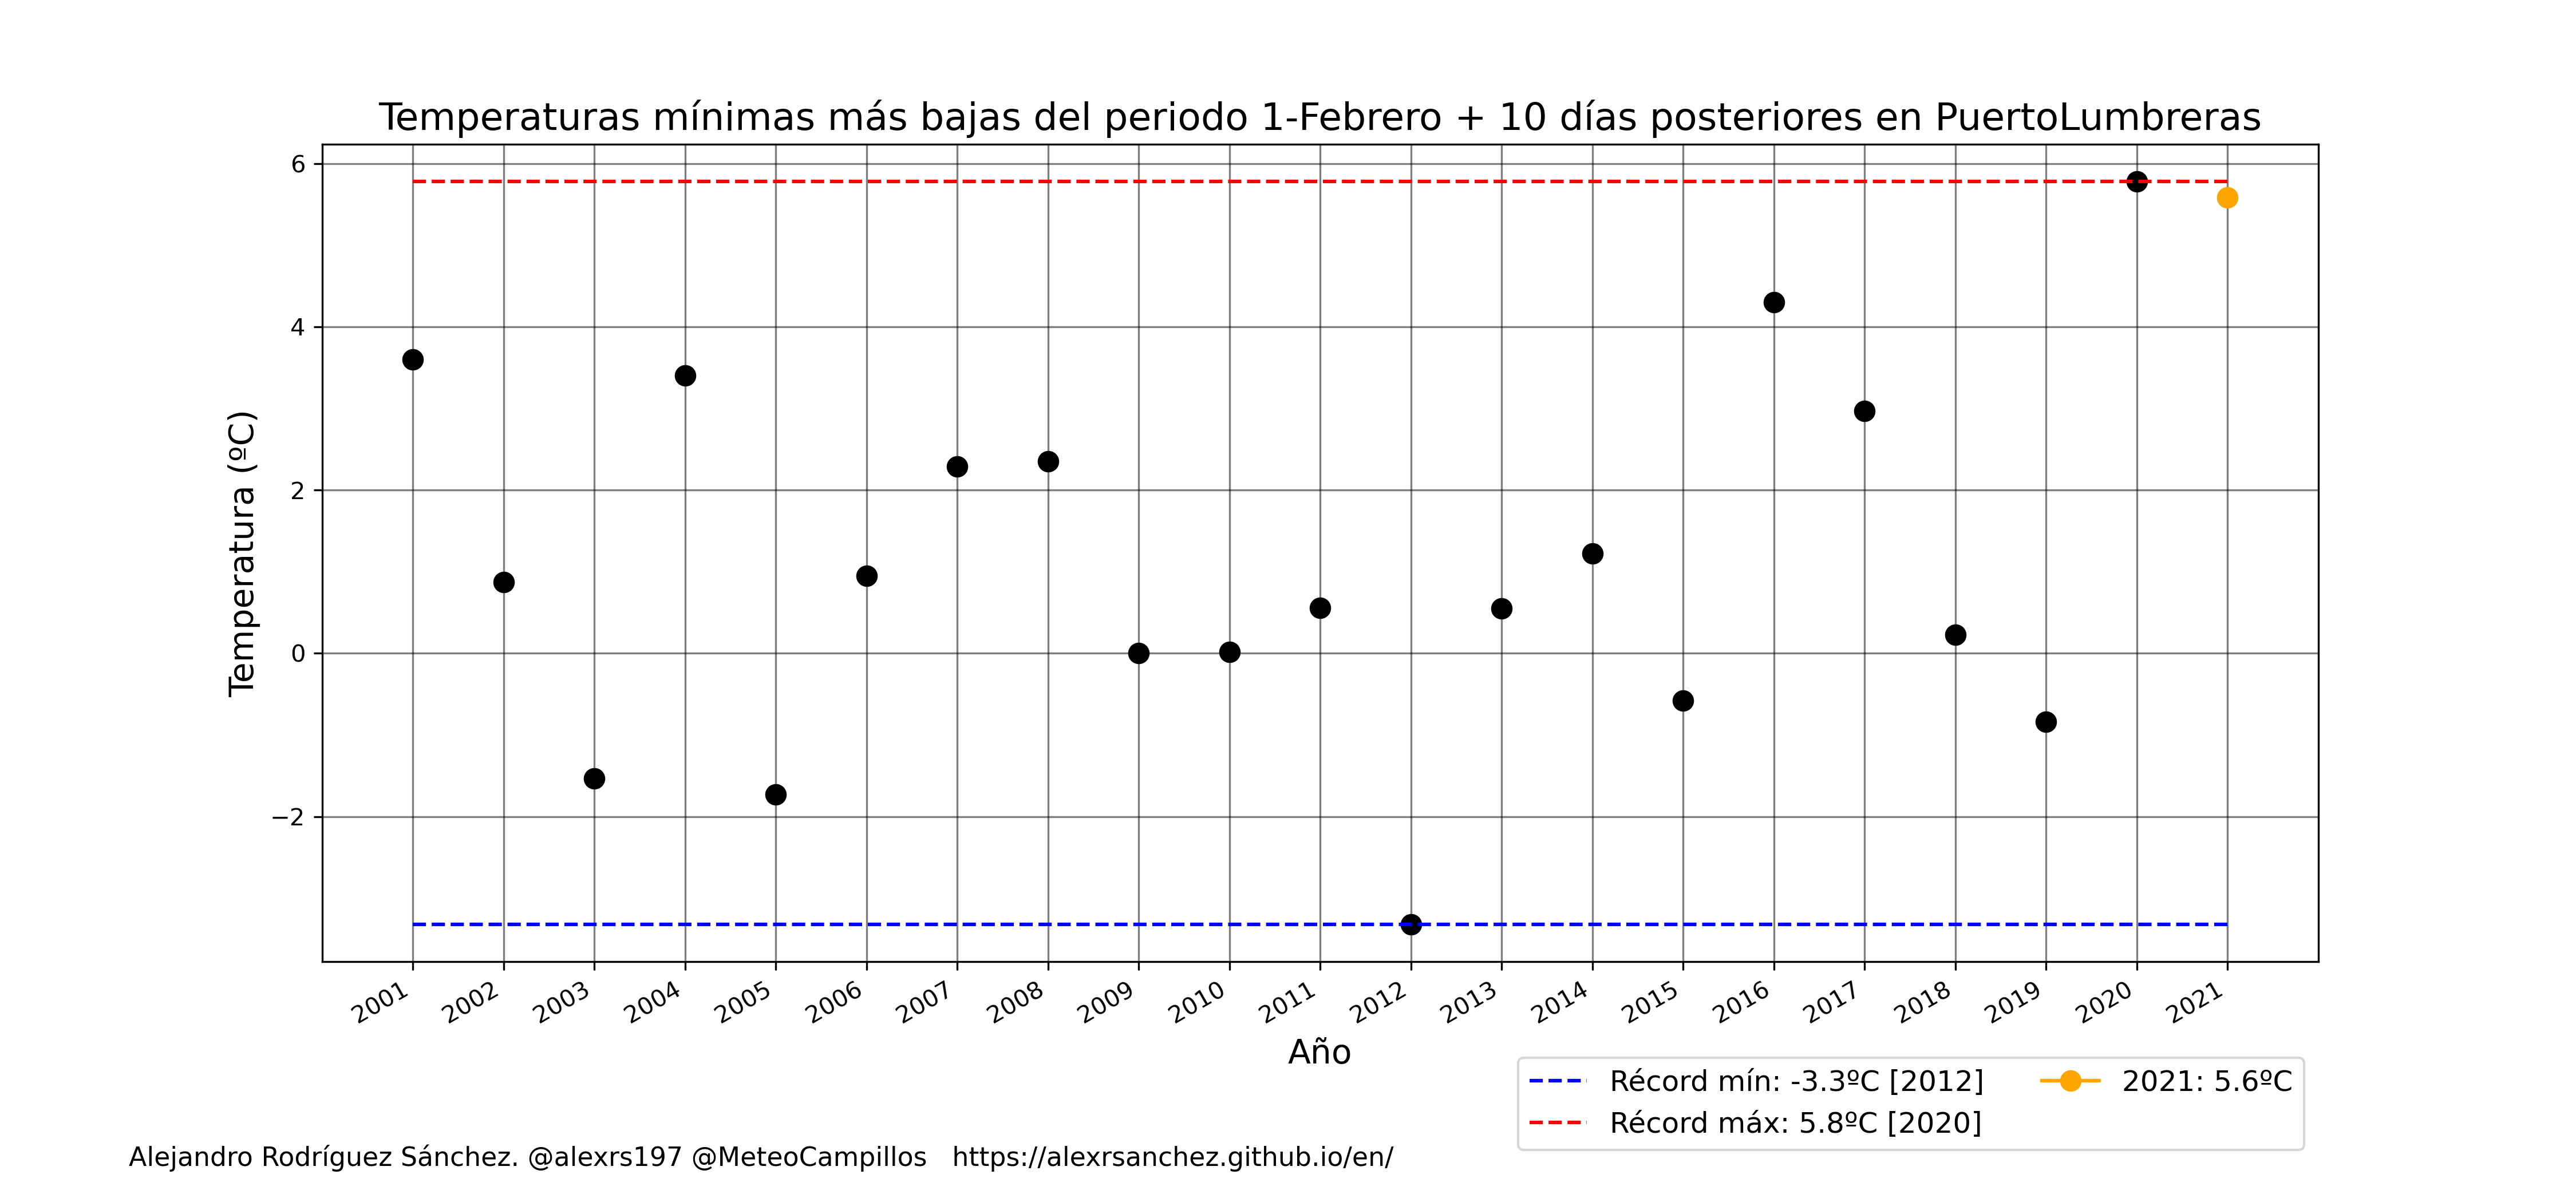 Temperaturas mínimas más bajas del periodo 1-Febrero + 10 días posteriores en PuertoLumbreras
Temperatura (ºC)
6
4
2
0
−2
2001 2002 2003 2004 2005 2006 2007 2008 2009 2010 2011 2012 2013 2014 2015 2016 2017 2018 2019 2020 2021
Año
Récord mín: -3.3ºC [2012]
Récord máx: 5.8ºC [2020]
2021: 5.6ºC
Alejandro Rodríguez Sánchez. @alexrs197 @MeteoCampillos https://alexrsanchez.github.io/en/